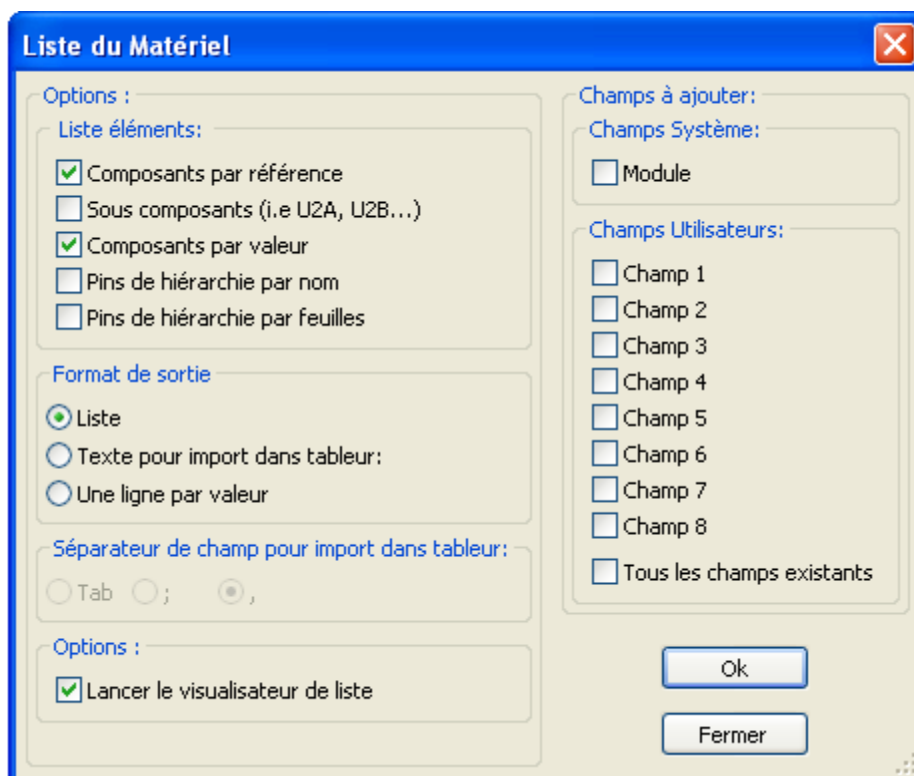 Liste du Matériel
Options :
Liste éléments:
Composants par référence
Sous composants (i.e U2A, U2B...)
Composants par valeur
Pins de hiérarchie par nom
Pins de hiérarchie par feuilles
Format de sortie
Liste
Texte pour import dans tableur:
Une ligne par valeur
Séparateur de champ pour import dans tableur:
Tab ; ,
Options :
Lancer le visualisateur de liste
Champs à ajouter:
Champs Système:
Module
Champs Utilisateurs:
Champ 1
Champ 2
Champ 3
Champ 4
Champ 5
Champ 6
Champ 7
Champ 8
Tous les champs existants
Ok
Fermer